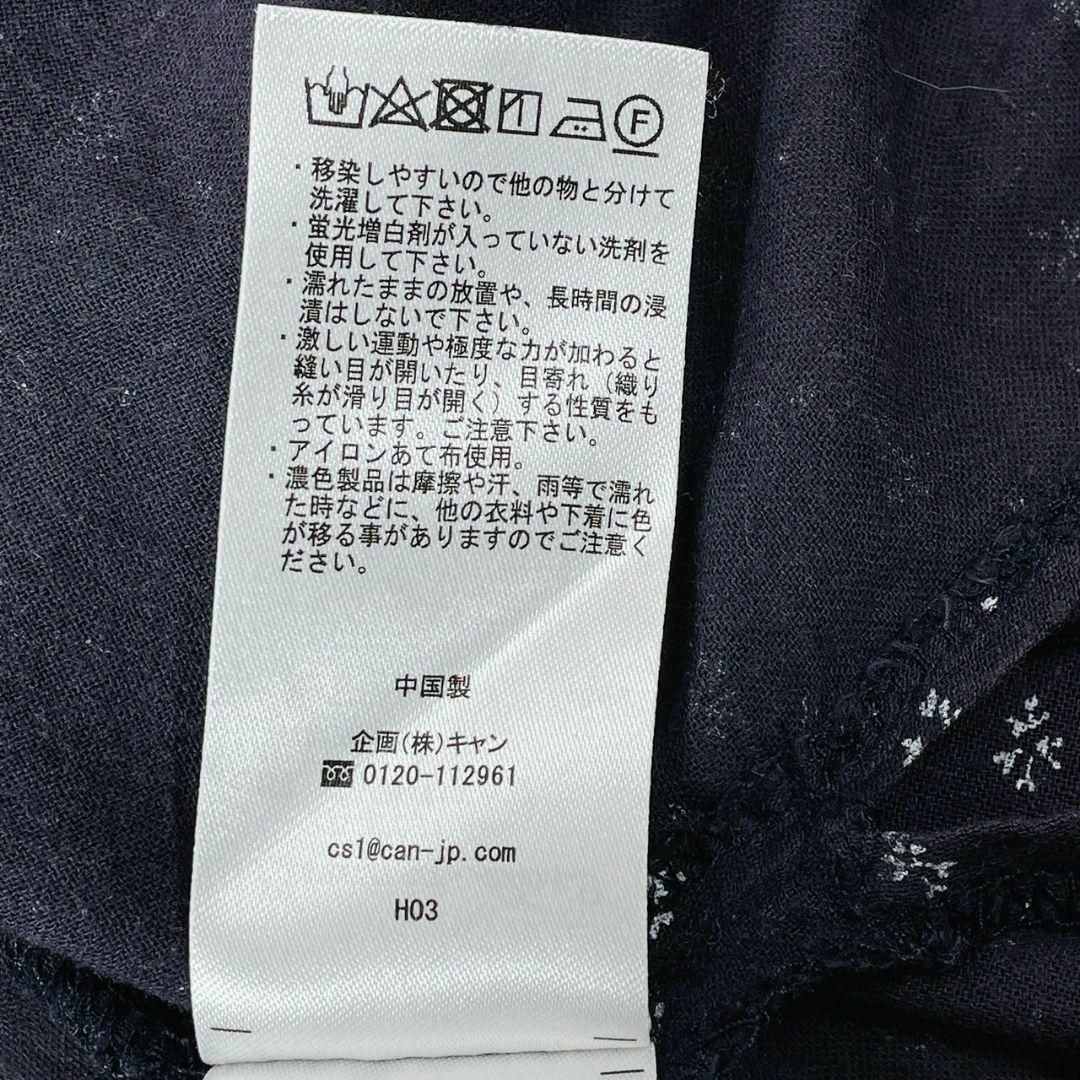 F
・移染しやすいので他の物と分けて
洗濯して下さい。
・蛍光増白剤が入っていない洗剤を
使用して下さい。
・濡れたままの放置や、長時間の浸
漬はしないで下さい。
・激しい運動や極度な力が加わると
縫い目が開いたり、目寄れ（織り
糸が滑り目が開く）する性質をも
っています。ご注意下さい。
・アイロンあて布使用。
・濃色製品は摩擦や汗、雨等で濡れ
た時などに、他の衣料や下着に色
が移る事がありますのでご注意く
ださい。
中国製
企画(株)キャン
0120-112961
cs1@can-jp.com
H03